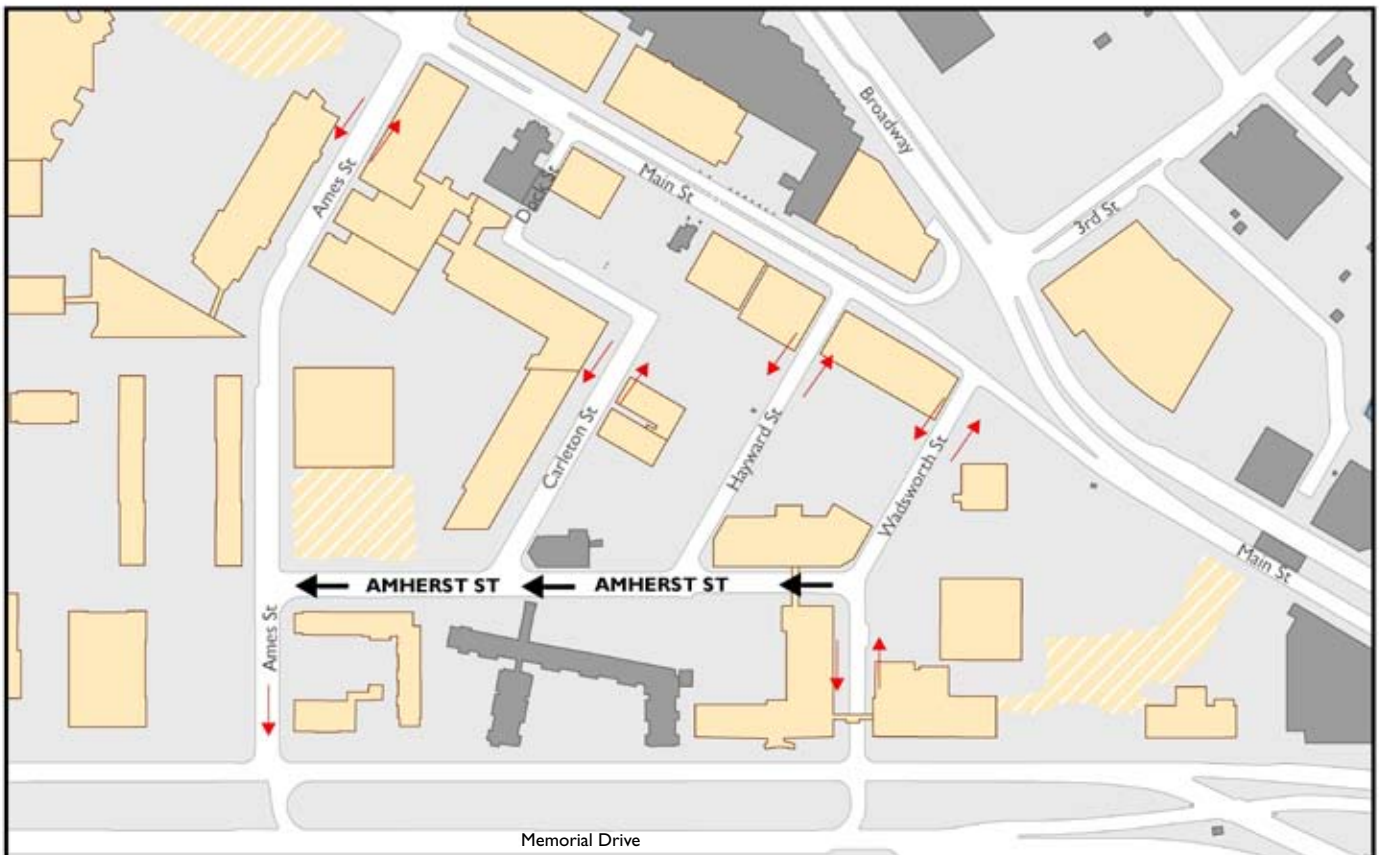 Broadway
Main St
3rd St
Ames St
Dock St
Carleton St
Hayward St
Wadsworth St
Main St
AMHERST ST
AMHERST ST
Ames St
Memorial Drive